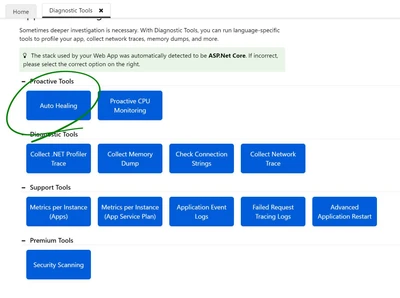 Home
Diagnostic Tools ✖
Sometimes deeper investigation is necessary. With Diagnostic Tools, you can run language-specific
tools to profile your app, collect network traces, memory dumps, and more.
The stack used by your Web App was automatically detected to be ASP.Net Core. If incorrect,
please select the correct option on the right.
Proactive Tools
Auto Healing
Proactive CPU
Monitoring
Diagnostic Tools
Collect .NET Profiler
Trace
Collect Memory
Dump
Check Connection
Strings
Collect Network
Trace
Support Tools
Metrics per Instance
(Apps)
Metrics per Instance
(App Service Plan)
Application Event
Logs
Failed Request
Tracing Logs
Advanced
Application Restart
Premium Tools
Security Scanning